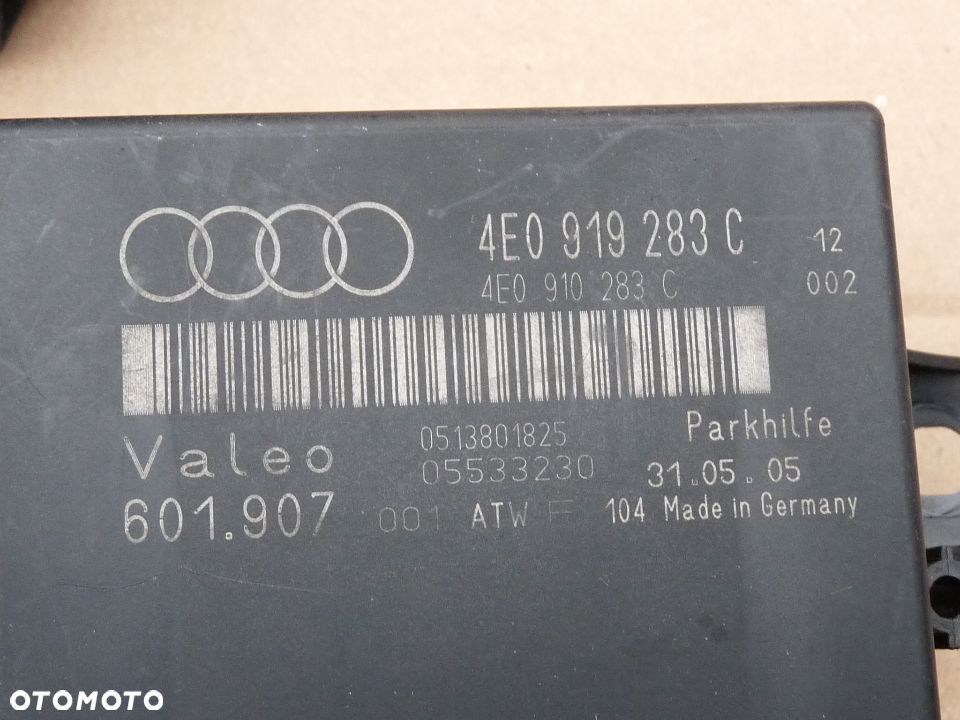 4E0 919 283 C 12
4E0 910 283 C 002
0513801825 Parkhilfe
Valeo 05533230 31.05.05
601.907 001 ATW F 104 Made in Germany
OTOMOTO